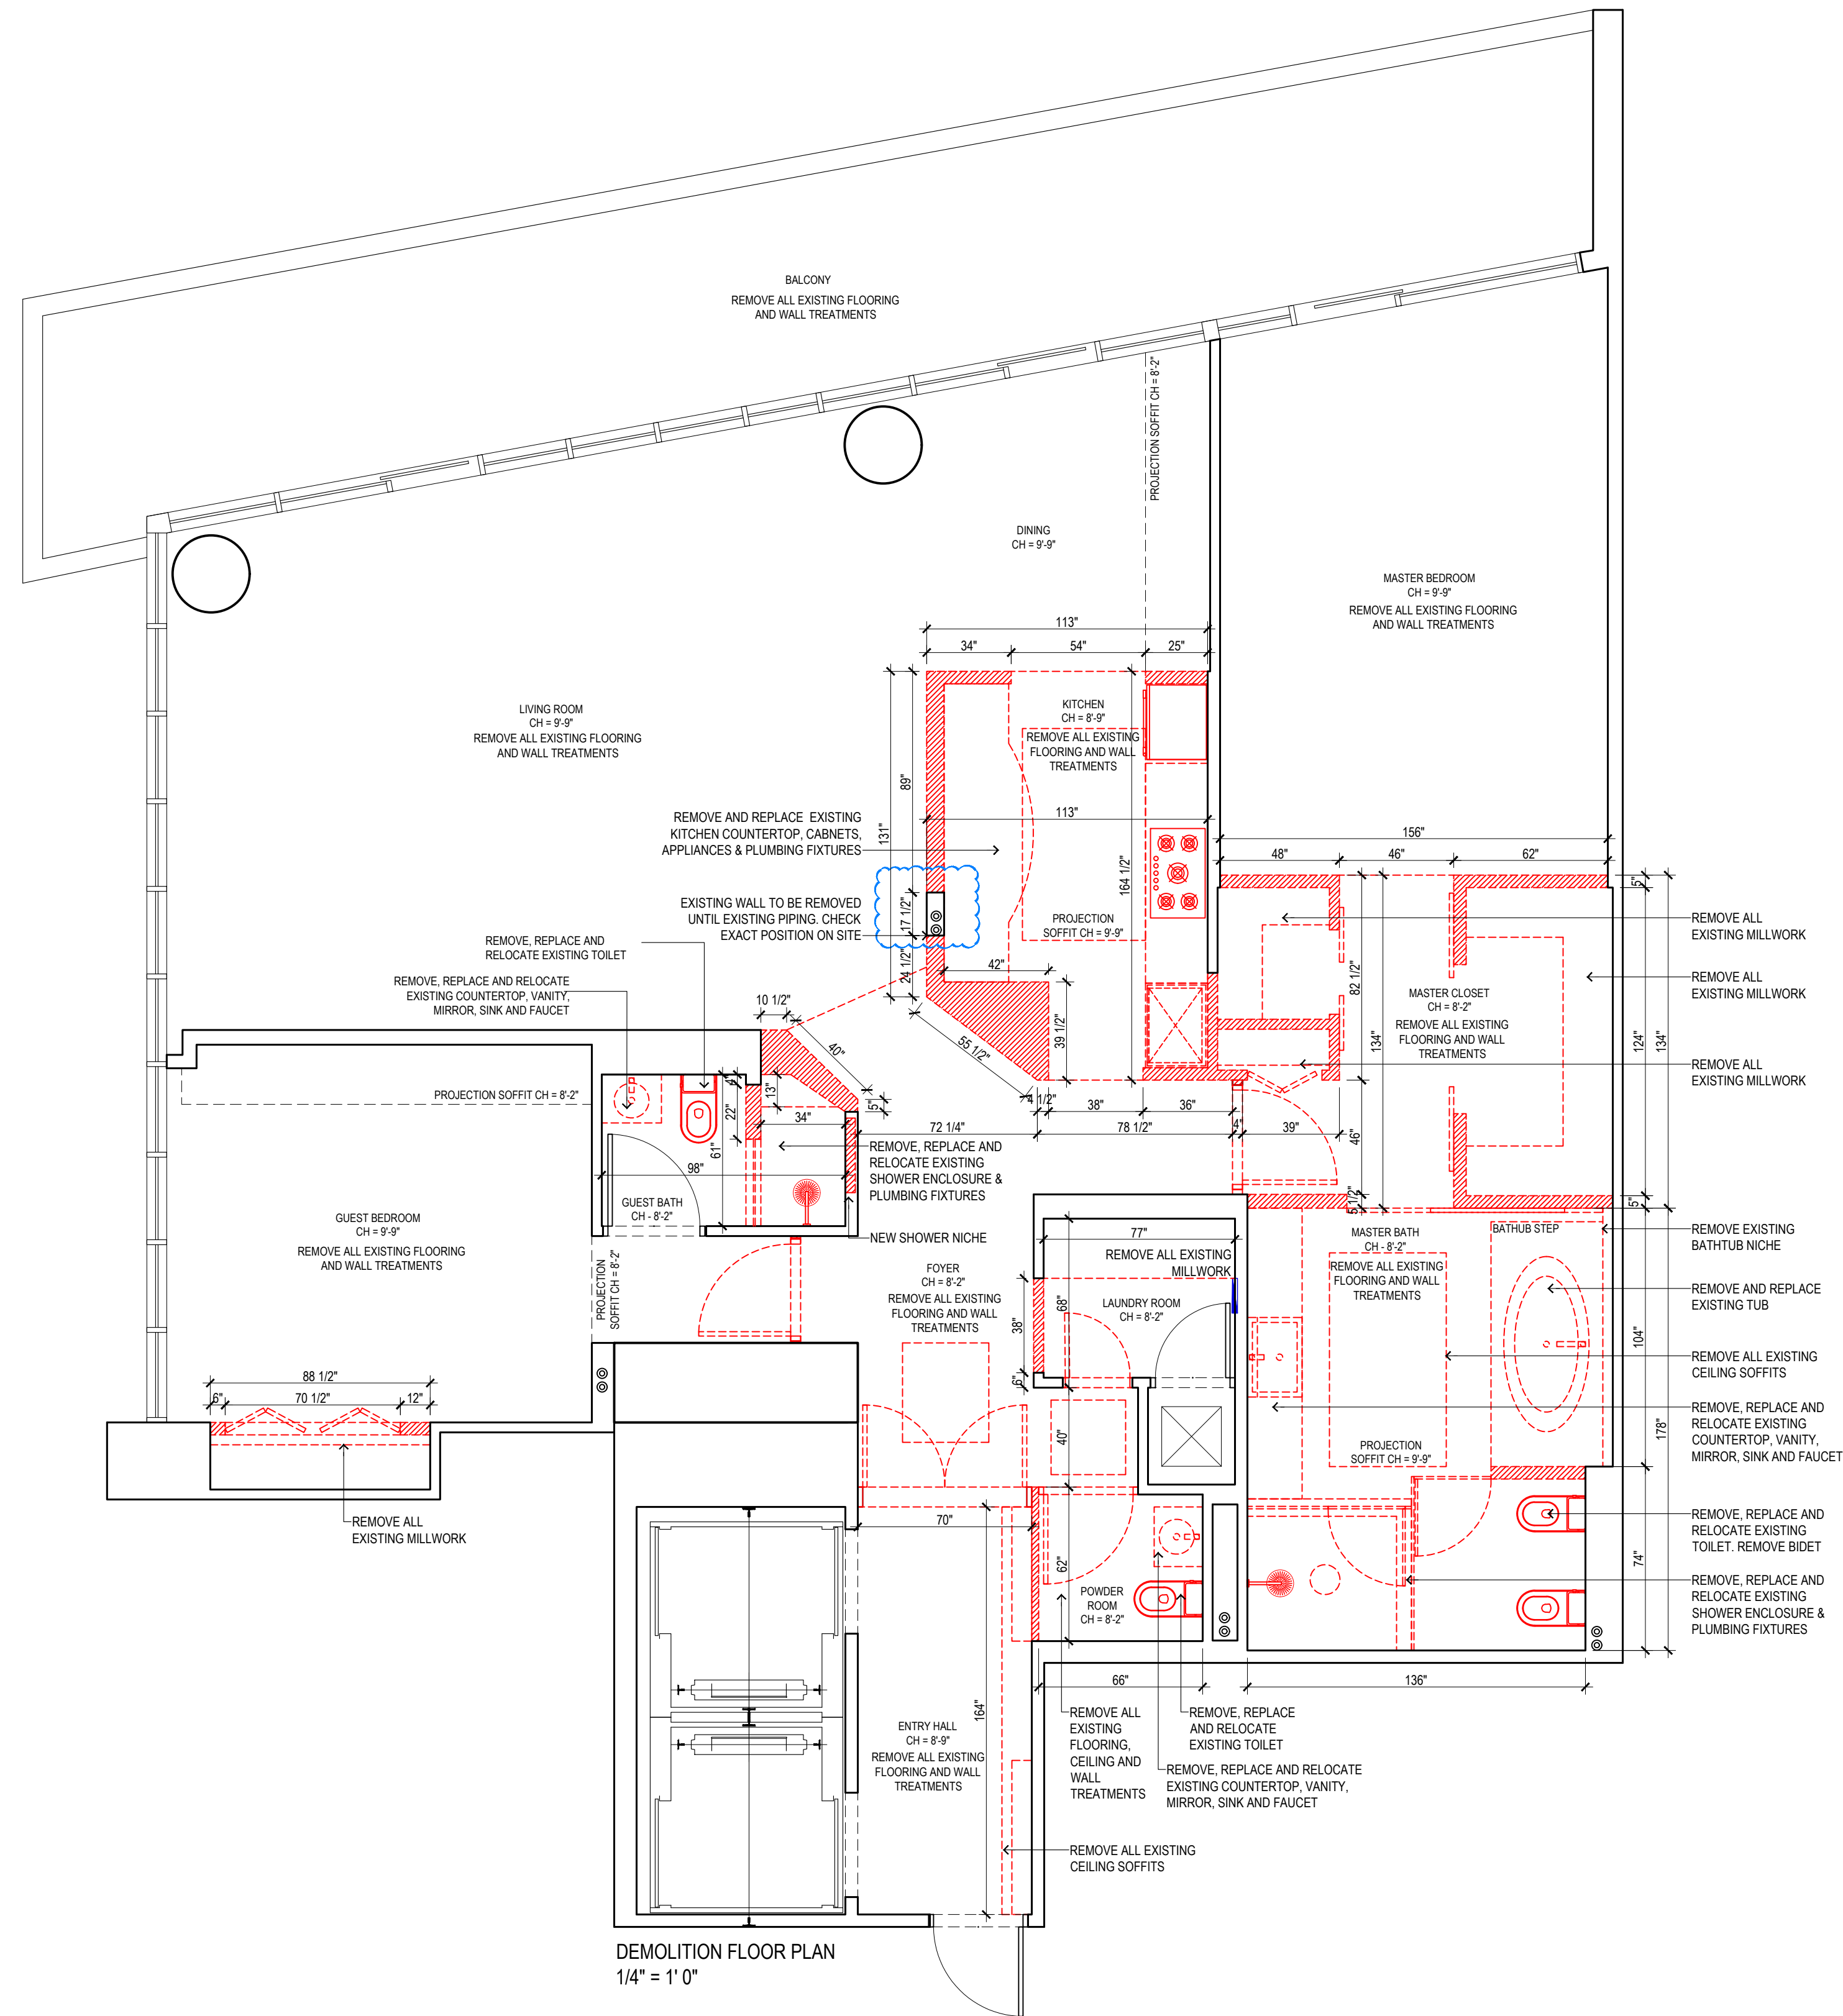 BALCONY
REMOVE ALL EXISTING FLOORING
AND WALL TREATMENTS
PROJECTION SOFFIT CH = 8'-2"
DINING
CH = 9'-9"
MASTER BEDROOM
CH = 9'-9"
REMOVE ALL EXISTING FLOORING
AND WALL TREATMENTS
113"
34"
54"
25"
LIVING ROOM
CH = 9'-9"
REMOVE ALL EXISTING FLOORING
AND WALL TREATMENTS
KITCHEN
CH = 8'-9"
REMOVE ALL EXISTING
FLOORING AND WALL
TREATMENTS
89"
131"
113"
164 1/2"
REMOVE AND REPLACE EXISTING
KITCHEN COUNTERTOP, CABNETS,
APPLIANCES & PLUMBING FIXTURES
156"
48"
46"
62"
5"
EXISTING WALL TO BE REMOVED
UNTIL EXISTING PIPING. CHECK
EXACT POSITION ON SITE
17 1/2"
24 1/2"
PROJECTION
SOFFIT CH = 9'-9"
REMOVE ALL
EXISTING MILLWORK
REMOVE, REPLACE AND
RELOCATE EXISTING TOILET
REMOVE, REPLACE AND RELOCATE
EXISTING COUNTERTOP, VANITY,
MIRROR, SINK AND FAUCET
42"
82 1/2"
REMOVE ALL
EXISTING MILLWORK
MASTER CLOSET
CH = 8'-2"
REMOVE ALL EXISTING
FLOORING AND WALL
TREATMENTS
10 1/2"
40"
55 1/2"
39 1/2"
134"
124"
134"
REMOVE ALL
EXISTING MILLWORK
PROJECTION SOFFIT CH = 8'-2"
4"
13"
22"
5"
34"
61"
98"
4 1/2"
38"
36"
72 1/4"
78 1/2"
4"
39"
46"
5 1/2"
5"
REMOVE, REPLACE AND
RELOCATE EXISTING
SHOWER ENCLOSURE &
PLUMBING FIXTURES
GUEST BATH
CH - 8'-2"
NEW SHOWER NICHE
GUEST BEDROOM
CH = 9'-9"
REMOVE ALL EXISTING FLOORING
AND WALL TREATMENTS
PROJECTION
SOFFIT CH = 8'-2"
FOYER
CH = 8'-2"
REMOVE ALL EXISTING
FLOORING AND WALL
TREATMENTS
77"
REMOVE ALL EXISTING
MILLWORK
LAUNDRY ROOM
CH = 8'-2"
68"
38"
6"
MASTER BATH
CH - 8'-2"
REMOVE ALL EXISTING
FLOORING AND WALL
TREATMENTS
BATHUB STEP
REMOVE EXISTING
BATHTUB NICHE
REMOVE AND REPLACE
EXISTING TUB
104"
REMOVE ALL EXISTING
CEILING SOFFITS
88 1/2"
6"
70 1/2"
12"
40"
PROJECTION
SOFFIT CH = 9'-9"
178"
REMOVE, REPLACE AND
RELOCATE EXISTING
COUNTERTOP, VANITY,
MIRROR, SINK AND FAUCET
REMOVE ALL
EXISTING MILLWORK
70"
62"
74"
REMOVE, REPLACE AND
RELOCATE EXISTING
TOILET. REMOVE BIDET
POWDER
ROOM
CH = 8'-2"
REMOVE, REPLACE AND
RELOCATE EXISTING
SHOWER ENCLOSURE &
PLUMBING FIXTURES
66"
136"
164"
ENTRY HALL
CH = 8'-9"
REMOVE ALL EXISTING
FLOORING AND WALL
TREATMENTS
REMOVE ALL
EXISTING
FLOORING,
CEILING AND
WALL
TREATMENTS
REMOVE, REPLACE
AND RELOCATE
EXISTING TOILET
REMOVE, REPLACE AND RELOCATE
EXISTING COUNTERTOP, VANITY,
MIRROR, SINK AND FAUCET
REMOVE ALL EXISTING
CEILING SOFFITS
DEMOLITION FLOOR PLAN
1/4" = 1' 0"